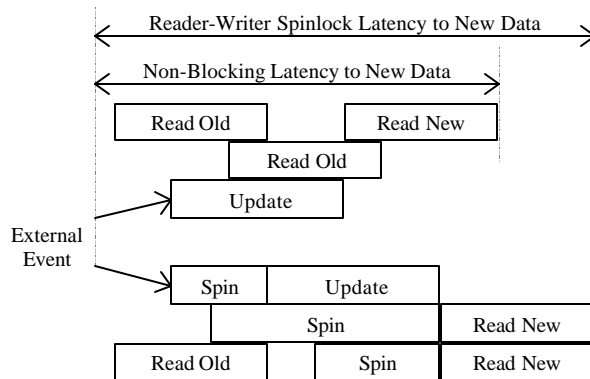 Reader-Writer Spinlock Latency to New Data
Non-Blocking Latency to New Data
Read Old
Read New
Read Old
Update
External
Event
Spin
Update
Spin
Read New
Read Old
Spin
Read New